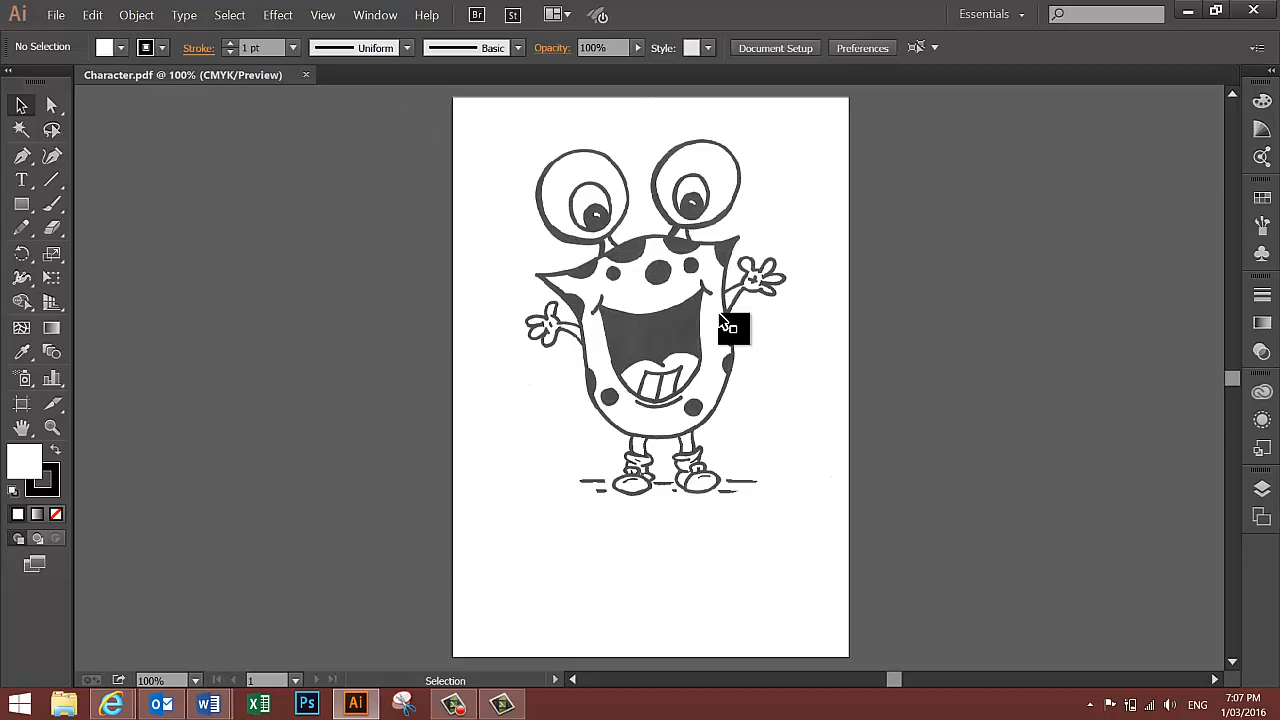 Ai File Edit Object Type Select Effect View Window Help Br St Essentials
No Selection Stroke: 1 pt Uniform Basic Opacity: 100% Style: Document Setup Preferences
Character.pdf @ 100% (CMYK/Preview)
T
100% 1 Selection
Ps Ai ENG 7:07 PM
1/03/2016